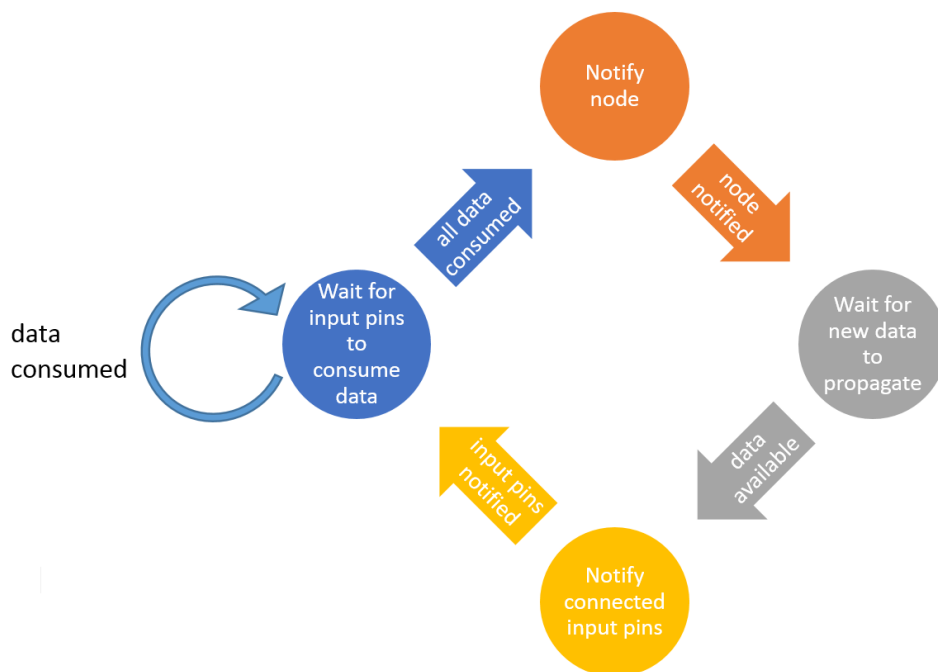 Notify
node
all data
consumed
node
notified
data
consumed
Wait for
input pins
to
consume
data
Wait for
new data
to
propagate
input pins
notified
data
available
Notify
connected
input pins